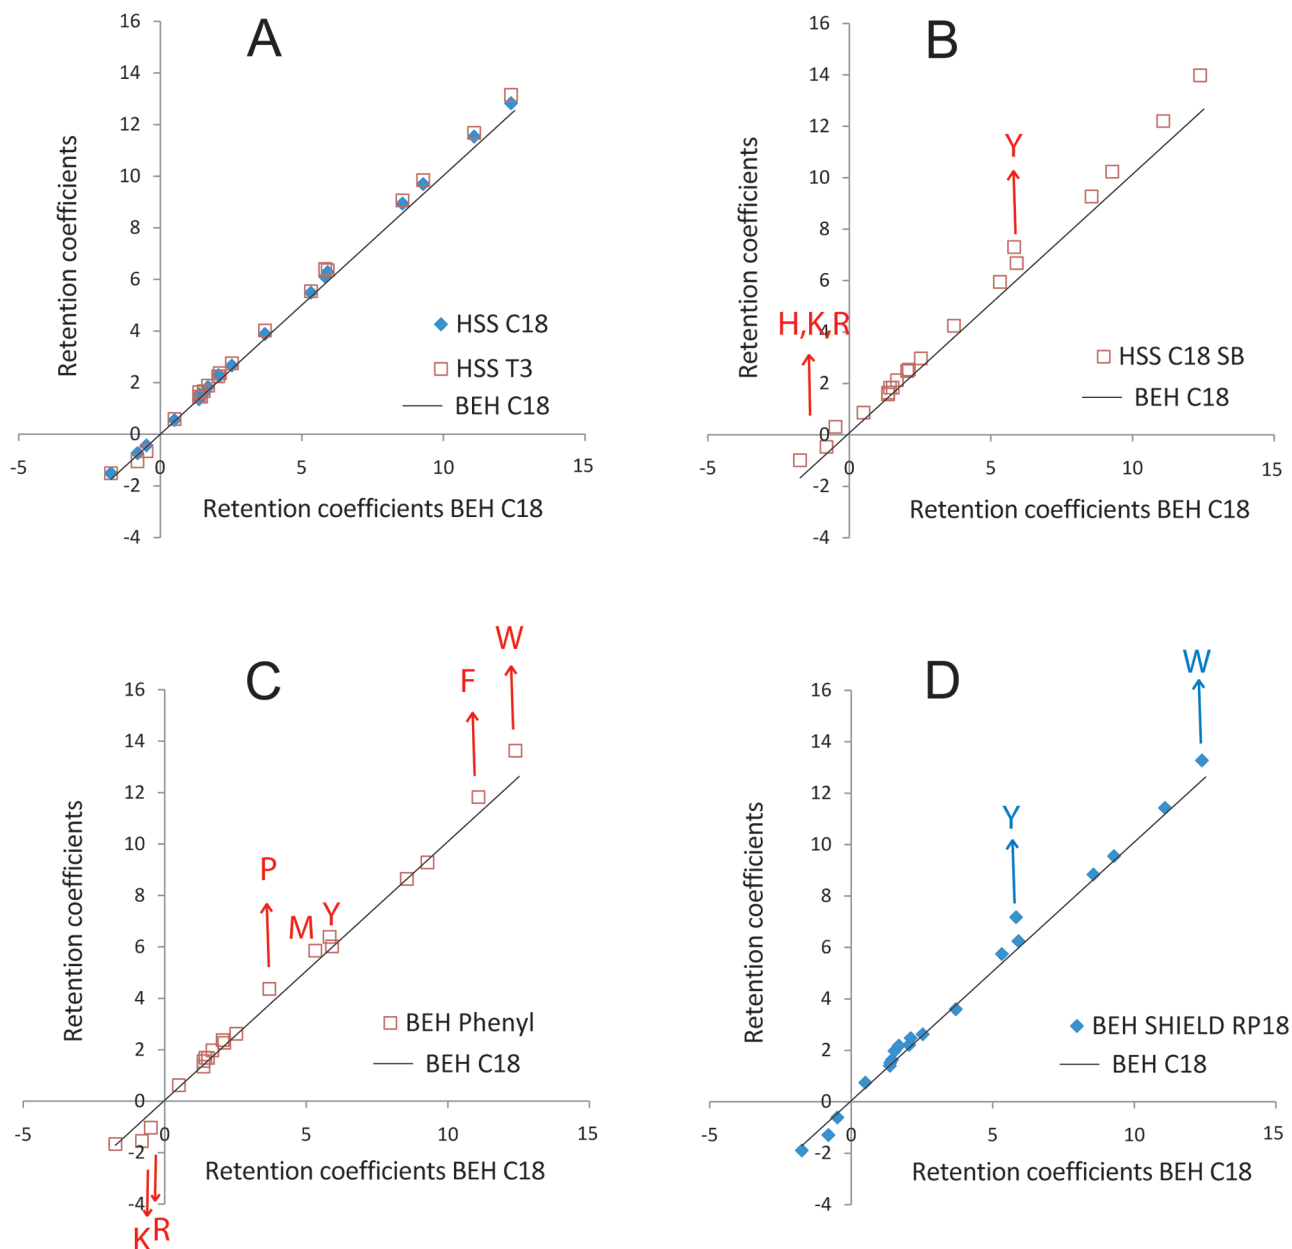 A
16
14
12
10
8
6
4
2
0
-2
-4
-5
0
5
10
15
Retention coefficients
HSS C18
HSS T3
BEH C18
Retention coefficients BEH C18
B
16
14
12
10
8
6
4
2
0
-2
-4
-5
0
5
10
15
Retention coefficients
Y
H,K,R
HSS C18 SB
BEH C18
Retention coefficients BEH C18
C
16
14
12
10
8
6
4
2
0
-2
-4
-5
0
5
10
15
Retention coefficients
W
F
P
M
Y
K
R
BEH Phenyl
BEH C18
Retention coefficients BEH C18
D
16
14
12
10
8
6
4
2
0
-2
-4
-5
0
5
10
15
Retention coefficients
W
Y
BEH SHIELD RP18
BEH C18
Retention coefficients BEH C18